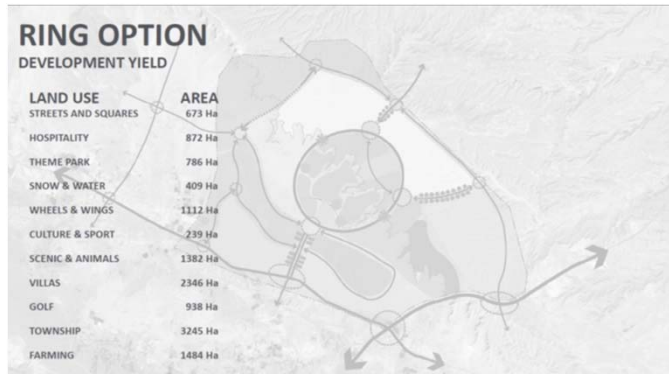 RING OPTION
DEVELOPMENT YIELD
LAND USE AREA
STREETS AND SQUARES 673 Ha
HOSPITALITY 872 Ha
THEME PARK 786 Ha
SNOW & WATER 409 Ha
WHEELS & WINGS 1112 Ha
CULTURE & SPORT 239 Ha
SCENIC & ANIMALS 1382 Ha
VILLAS 2346 Ha
GOLF 938 Ha
TOWNSHIP 3245 Ha
FARMING 1484 Ha